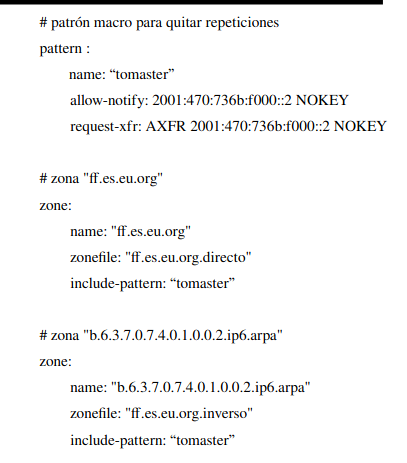 # patrón macro para quitar repeticiones
pattern :
name: “tomaster”
allow-notify: 2001:470:736b:f000::2 NOKEY
request-xfr: AXFR 2001:470:736b:f000::2 NOKEY
# zona "ff.es.eu.org"
zone:
name: "ff.es.eu.org"
zonefile: "ff.es.eu.org.directo"
include-pattern: “tomaster”
# zona "b.6.3.7.0.7.4.0.1.0.0.2.ip6.arpa"
zone:
name: "b.6.3.7.0.7.4.0.1.0.0.2.ip6.arpa"
zonefile: "ff.es.eu.org.inverso"
include-pattern: “tomaster”